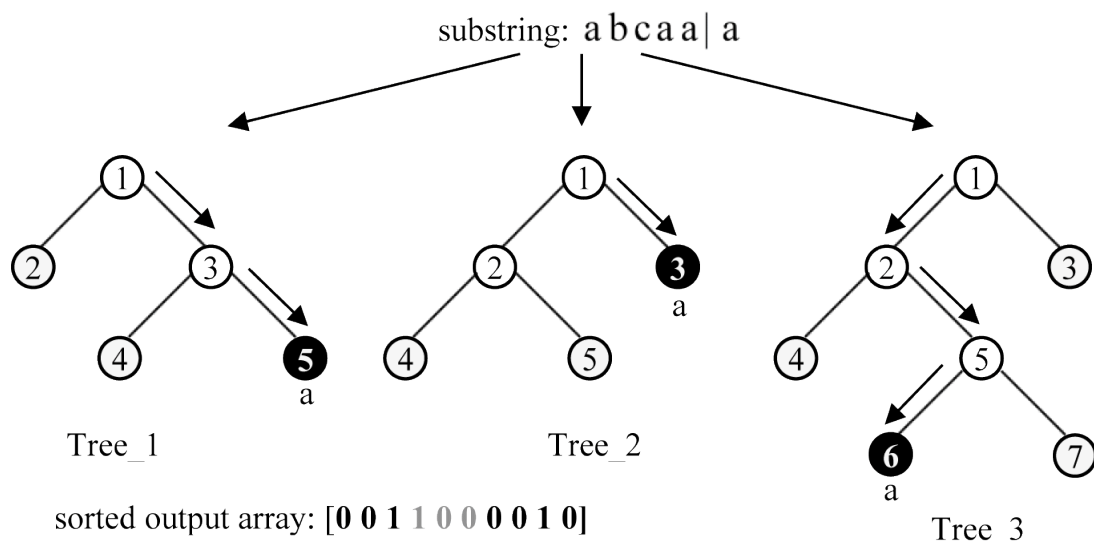 substring: a b c a a | a
1 1 1
2 3 2 3 2 3
a
4 5 4 5 4 5
a
Tree_1 Tree_2 6 7
a
sorted output array: [0 0 1 1 0 0 0 0 1 0]
Tree_3